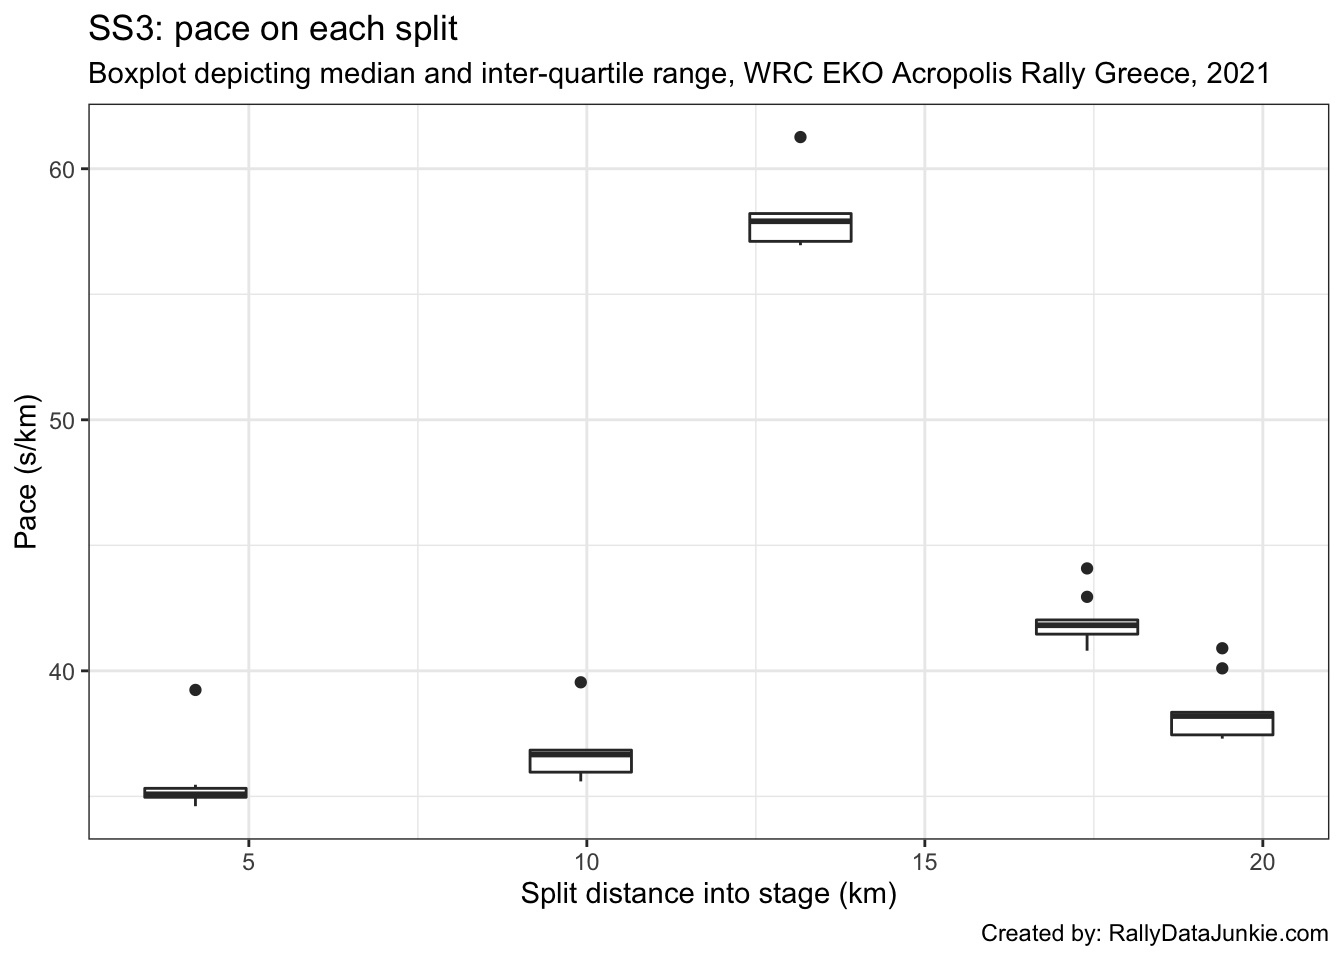 SS3: pace on each split
Boxplot depicting median and inter-quartile range, WRC EKO Acropolis Rally Greece, 2021
60
50
40
Pace (s/km)
5 10 15 20
Split distance into stage (km)
Created by: RallyDataJunkie.com